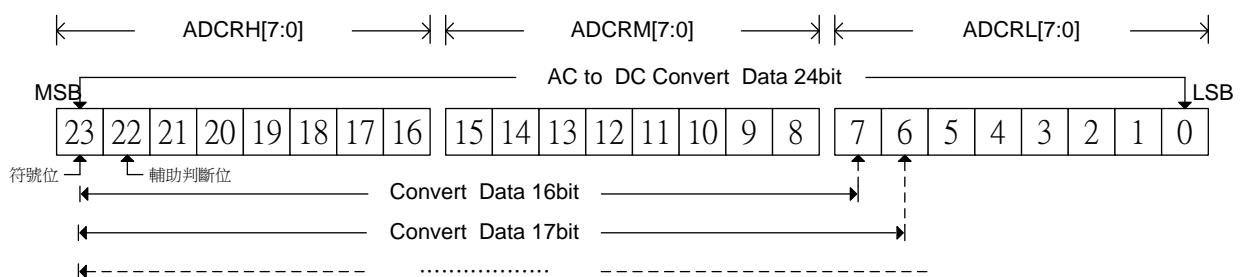 ADCRH[7:0] ADCRM[7:0] ADCRL[7:0]
AC to DC Convert Data 24bit
MSB LSB
23 22 21 20 19 18 17 16 15 14 13 12 11 10 9 8 7 6 5 4 3 2 1 0
符號位 輔助判斷位
Convert Data 16bit
Convert Data 17bit
..................